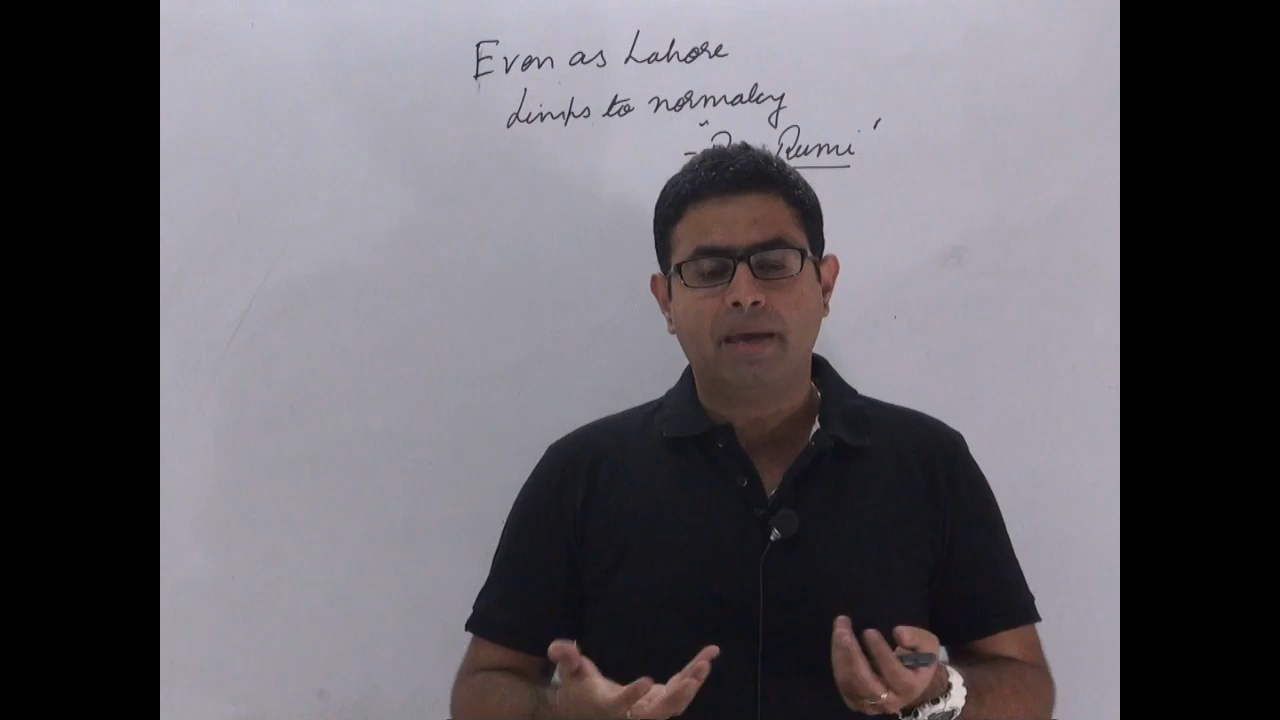 Even as Lahore
Limps to normalcy
- " Rumi '